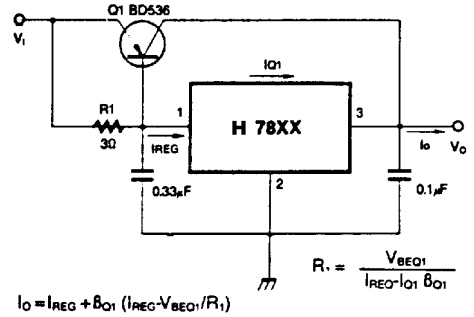 Q1 BD536
VI
IQ1
R1
3Ω
1
IREG
H 78XX
3
IO
VO
2
0.33µF
0.1µF
R1 = VBEQ1
IREG-IQ1 βQ1
IO = IREG + βQ1 (IREG-VBEQ1/R1)